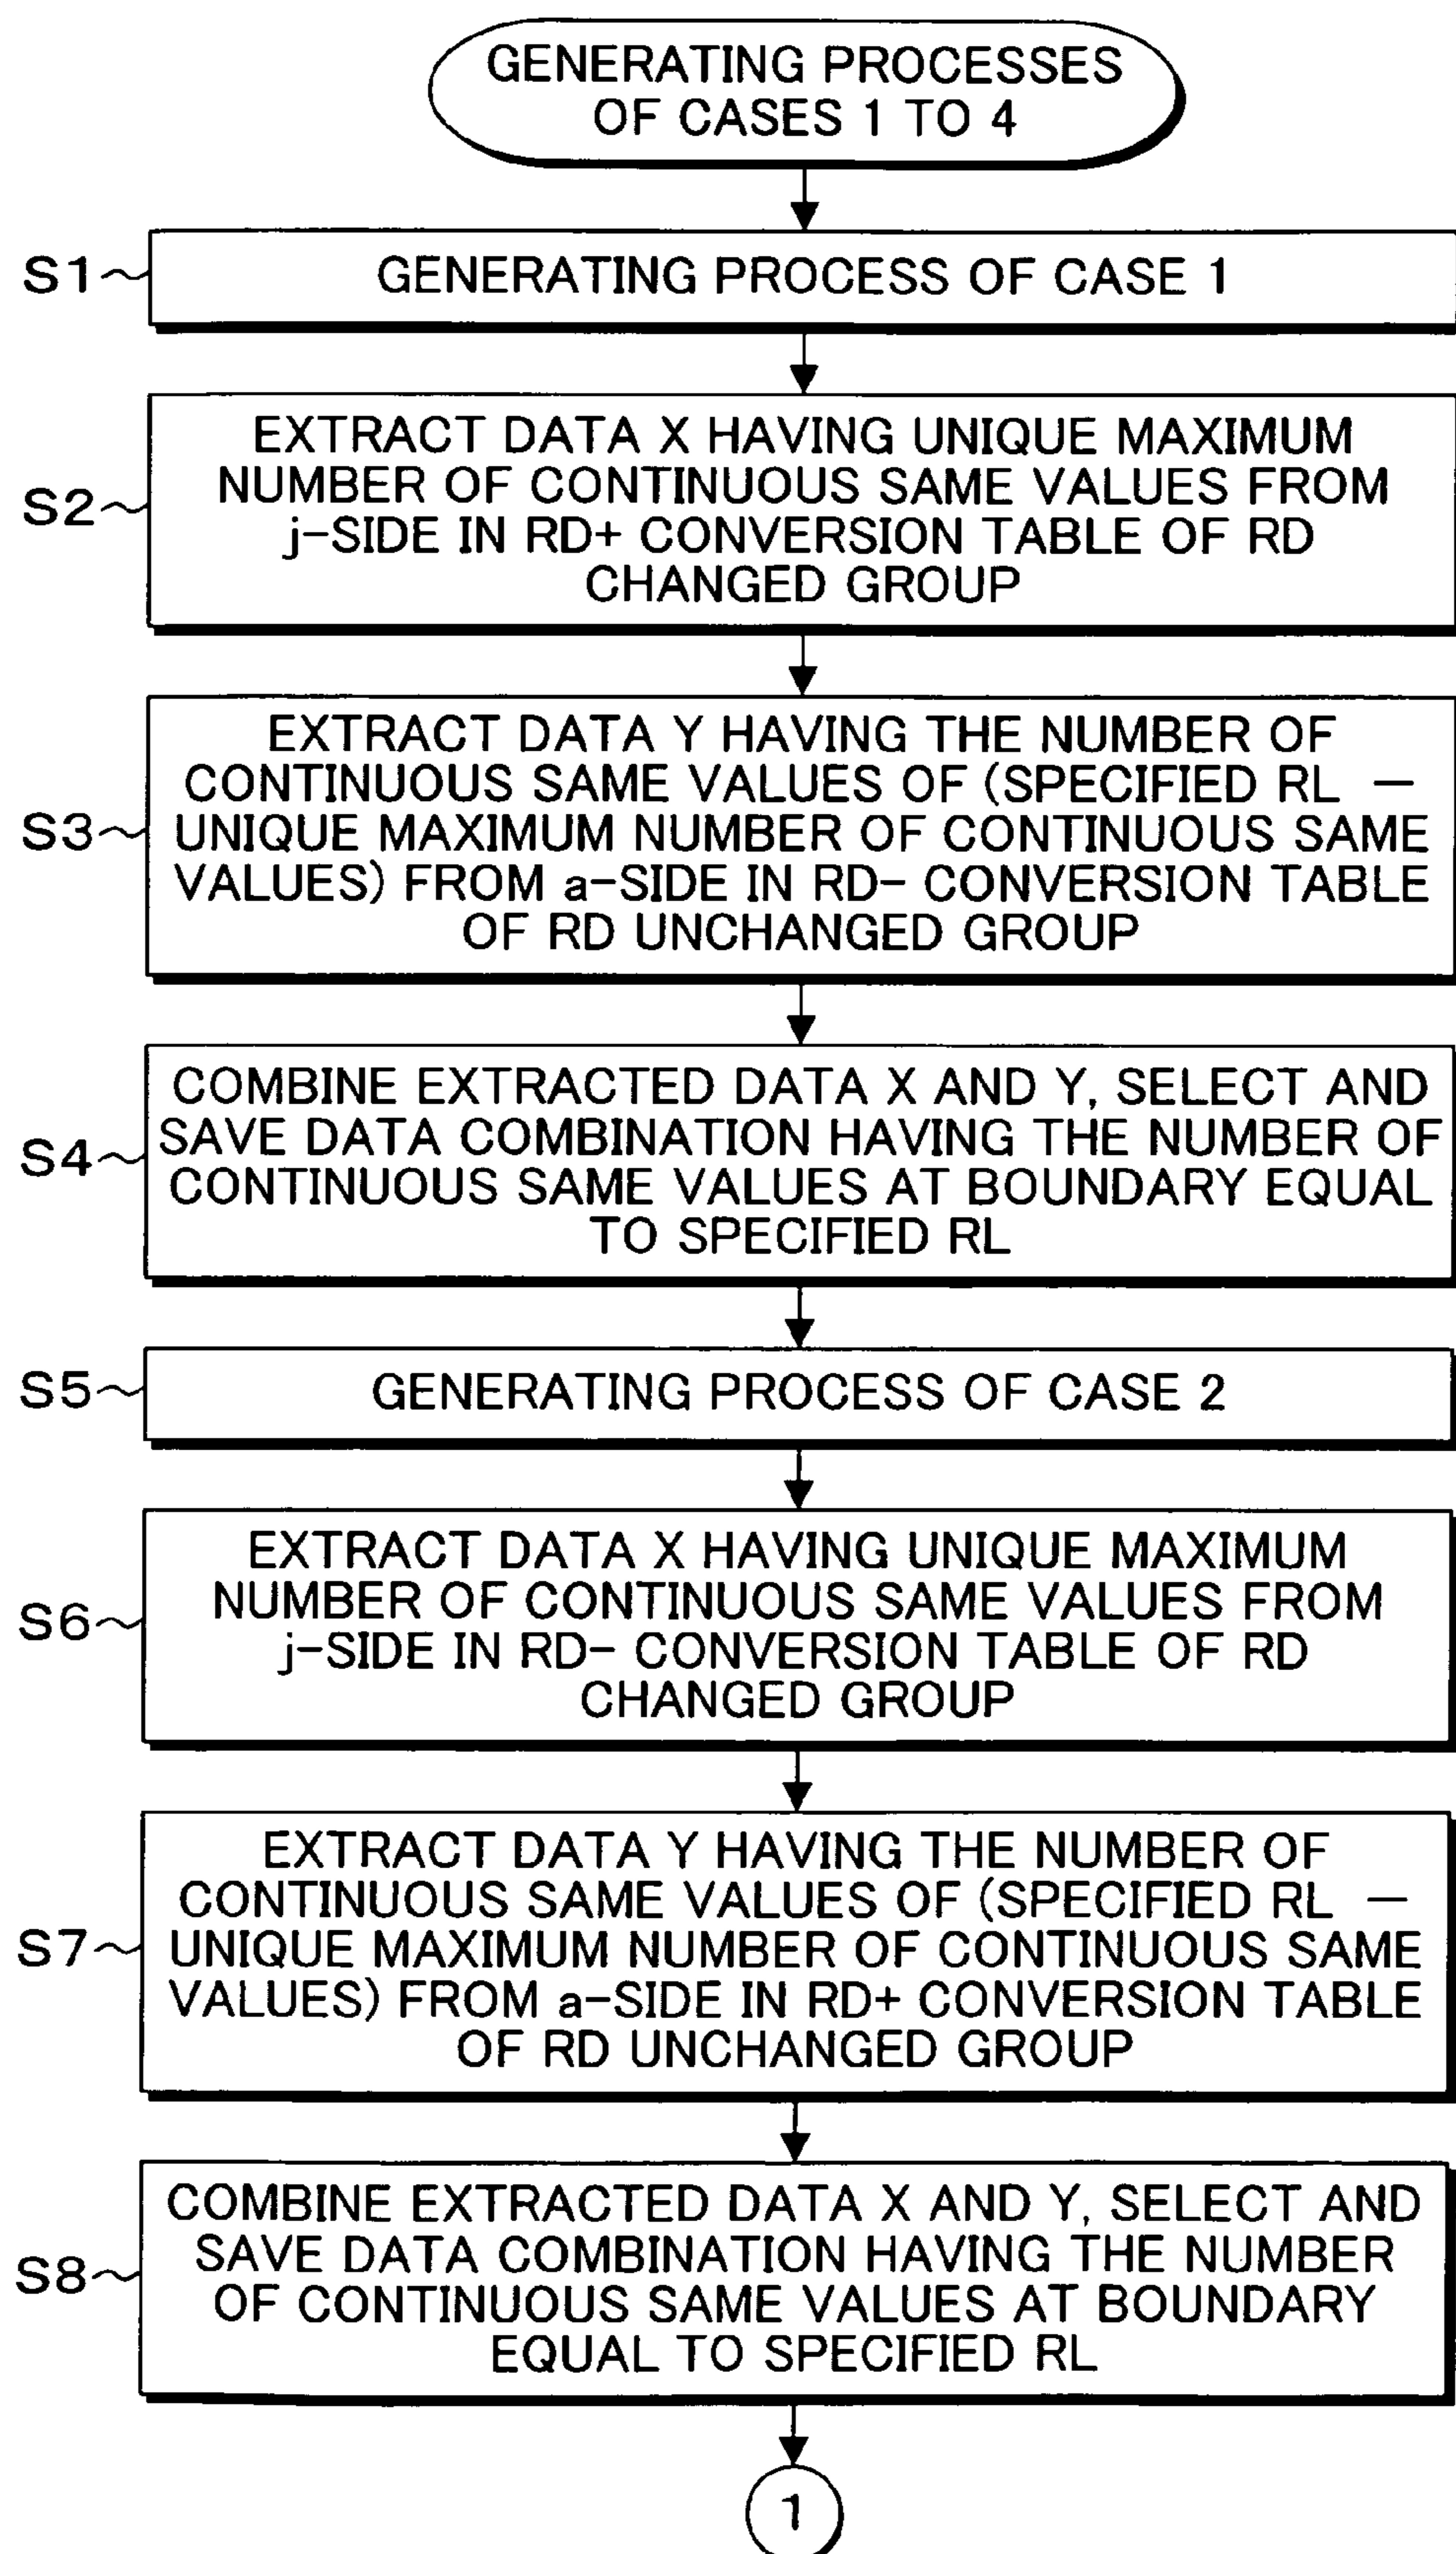 GENERATING PROCESSES
OF CASES 1 TO 4
S1
GENERATING PROCESS OF CASE 1
S2
EXTRACT DATA X HAVING UNIQUE MAXIMUM
NUMBER OF CONTINUOUS SAME VALUES FROM
j-SIDE IN RD+ CONVERSION TABLE OF RD
CHANGED GROUP
S3
EXTRACT DATA Y HAVING THE NUMBER OF
CONTINUOUS SAME VALUES OF (SPECIFIED RL —
UNIQUE MAXIMUM NUMBER OF CONTINUOUS SAME
VALUES) FROM a-SIDE IN RD- CONVERSION TABLE
OF RD UNCHANGED GROUP
S4
COMBINE EXTRACTED DATA X AND Y, SELECT AND
SAVE DATA COMBINATION HAVING THE NUMBER OF
CONTINUOUS SAME VALUES AT BOUNDARY EQUAL
TO SPECIFIED RL
S5
GENERATING PROCESS OF CASE 2
S6
EXTRACT DATA X HAVING UNIQUE MAXIMUM
NUMBER OF CONTINUOUS SAME VALUES FROM
j-SIDE IN RD- CONVERSION TABLE OF RD
CHANGED GROUP
S7
EXTRACT DATA Y HAVING THE NUMBER OF
CONTINUOUS SAME VALUES OF (SPECIFIED RL —
UNIQUE MAXIMUM NUMBER OF CONTINUOUS SAME
VALUES) FROM a-SIDE IN RD+ CONVERSION TABLE
OF RD UNCHANGED GROUP
S8
COMBINE EXTRACTED DATA X AND Y, SELECT AND
SAVE DATA COMBINATION HAVING THE NUMBER
OF CONTINUOUS SAME VALUES AT BOUNDARY
EQUAL TO SPECIFIED RL
1